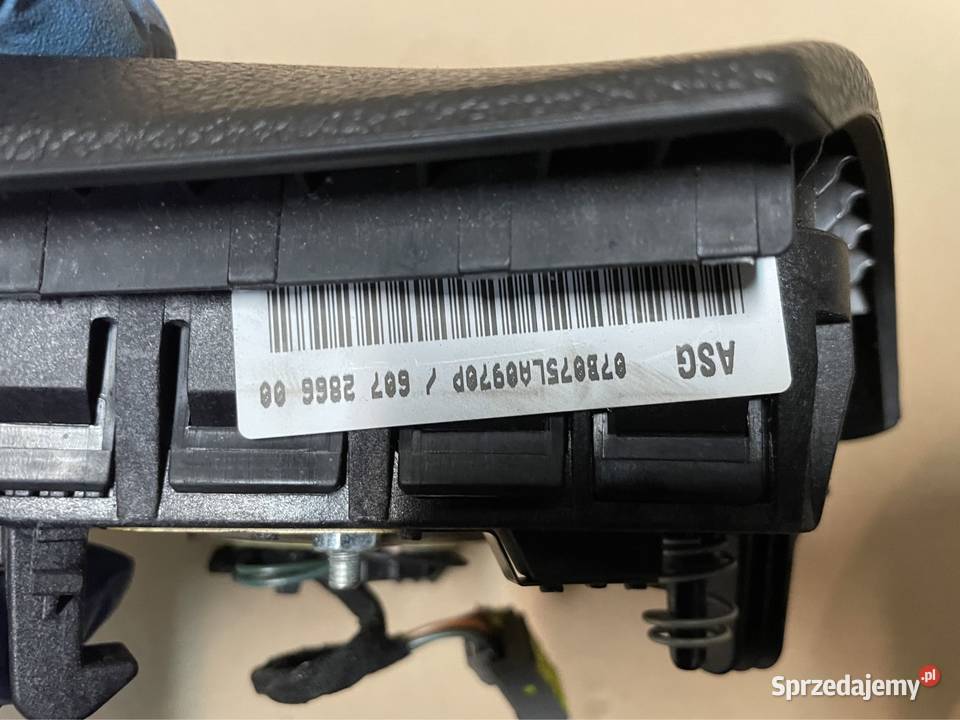 ASG
07B075LA0970P / 607 2866 00
Sprzedajemy.pl